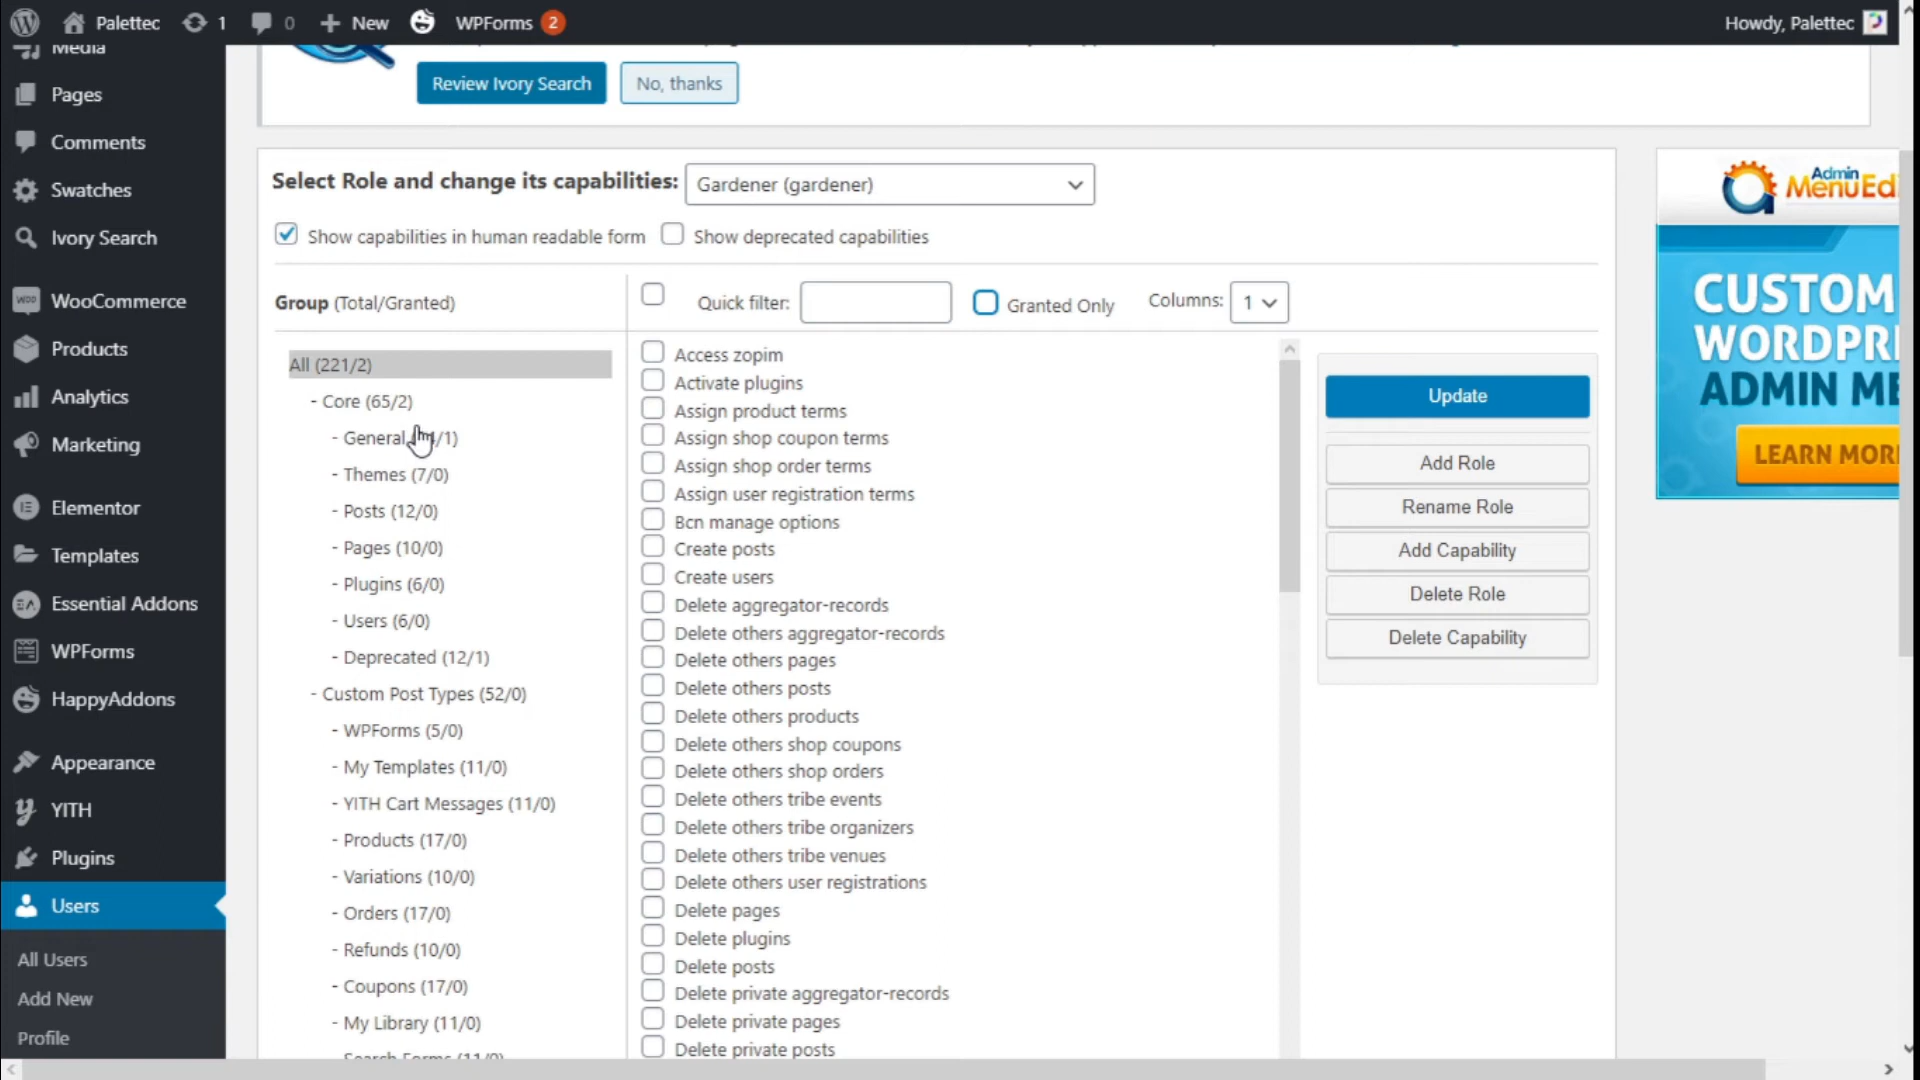 Palettec
1
0
New
WPForms 2
Howdy, Palettec
Media
Pages
Comments
Swatches
Ivory Search
WooCommerce
Products
Analytics
Marketing
Elementor
Templates
Essential Addons
WPForms
HappyAddons
Appearance
YITH
Plugins
Users
All Users
Add New
Profile
Review Ivory Search
No, thanks
Select Role and change its capabilities: Gardener (gardener)
Show capabilities in human readable form Show deprecated capabilities
Group (Total/Granted)
Quick filter: Granted Only Columns: 1
All (221/2)
- Core (65/2)
- General /1)
- Themes (7/0)
- Posts (12/0)
- Pages (10/0)
- Plugins (6/0)
- Users (6/0)
- Deprecated (12/1)
- Custom Post Types (52/0)
- WPForms (5/0)
- My Templates (11/0)
- YITH Cart Messages (11/0)
- Products (17/0)
- Variations (10/0)
- Orders (17/0)
- Refunds (10/0)
- Coupons (17/0)
- My Library (11/0)
- Search Forms (11/0)
Access zopim
Activate plugins
Assign product terms
Assign shop coupon terms
Assign shop order terms
Assign user registration terms
Bcn manage options
Create posts
Create users
Delete aggregator-records
Delete others aggregator-records
Delete others pages
Delete others posts
Delete others products
Delete others shop coupons
Delete others shop orders
Delete others tribe events
Delete others tribe organizers
Delete others tribe venues
Delete others user registrations
Delete pages
Delete plugins
Delete posts
Delete private aggregator-records
Delete private pages
Delete private posts
Update
Add Role
Rename Role
Add Capability
Delete Role
Delete Capability
Admin
MenuEdi
CUSTOM
WORDPR
ADMIN ME
LEARN MOR